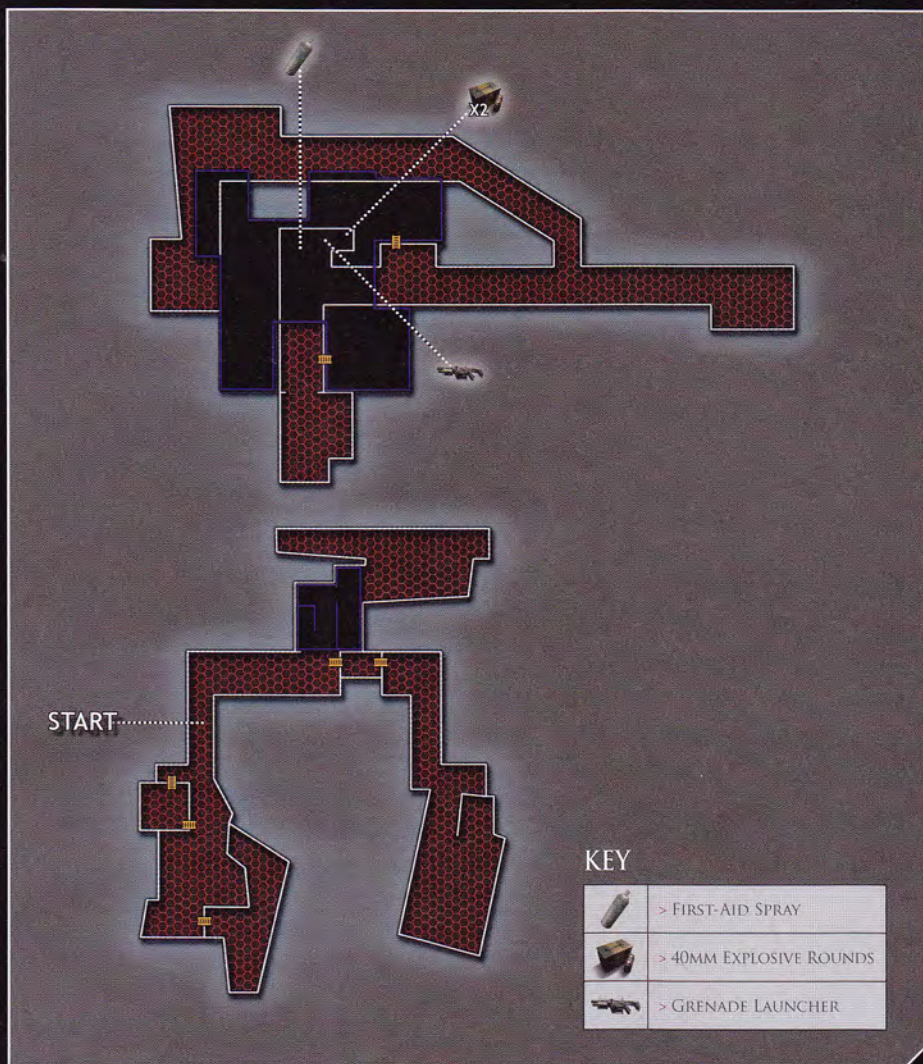 X2
START
KEY
> FIRST-AID SPRAY
> 40MM EXPLOSIVE ROUNDS
> GRENADE LAUNCHER